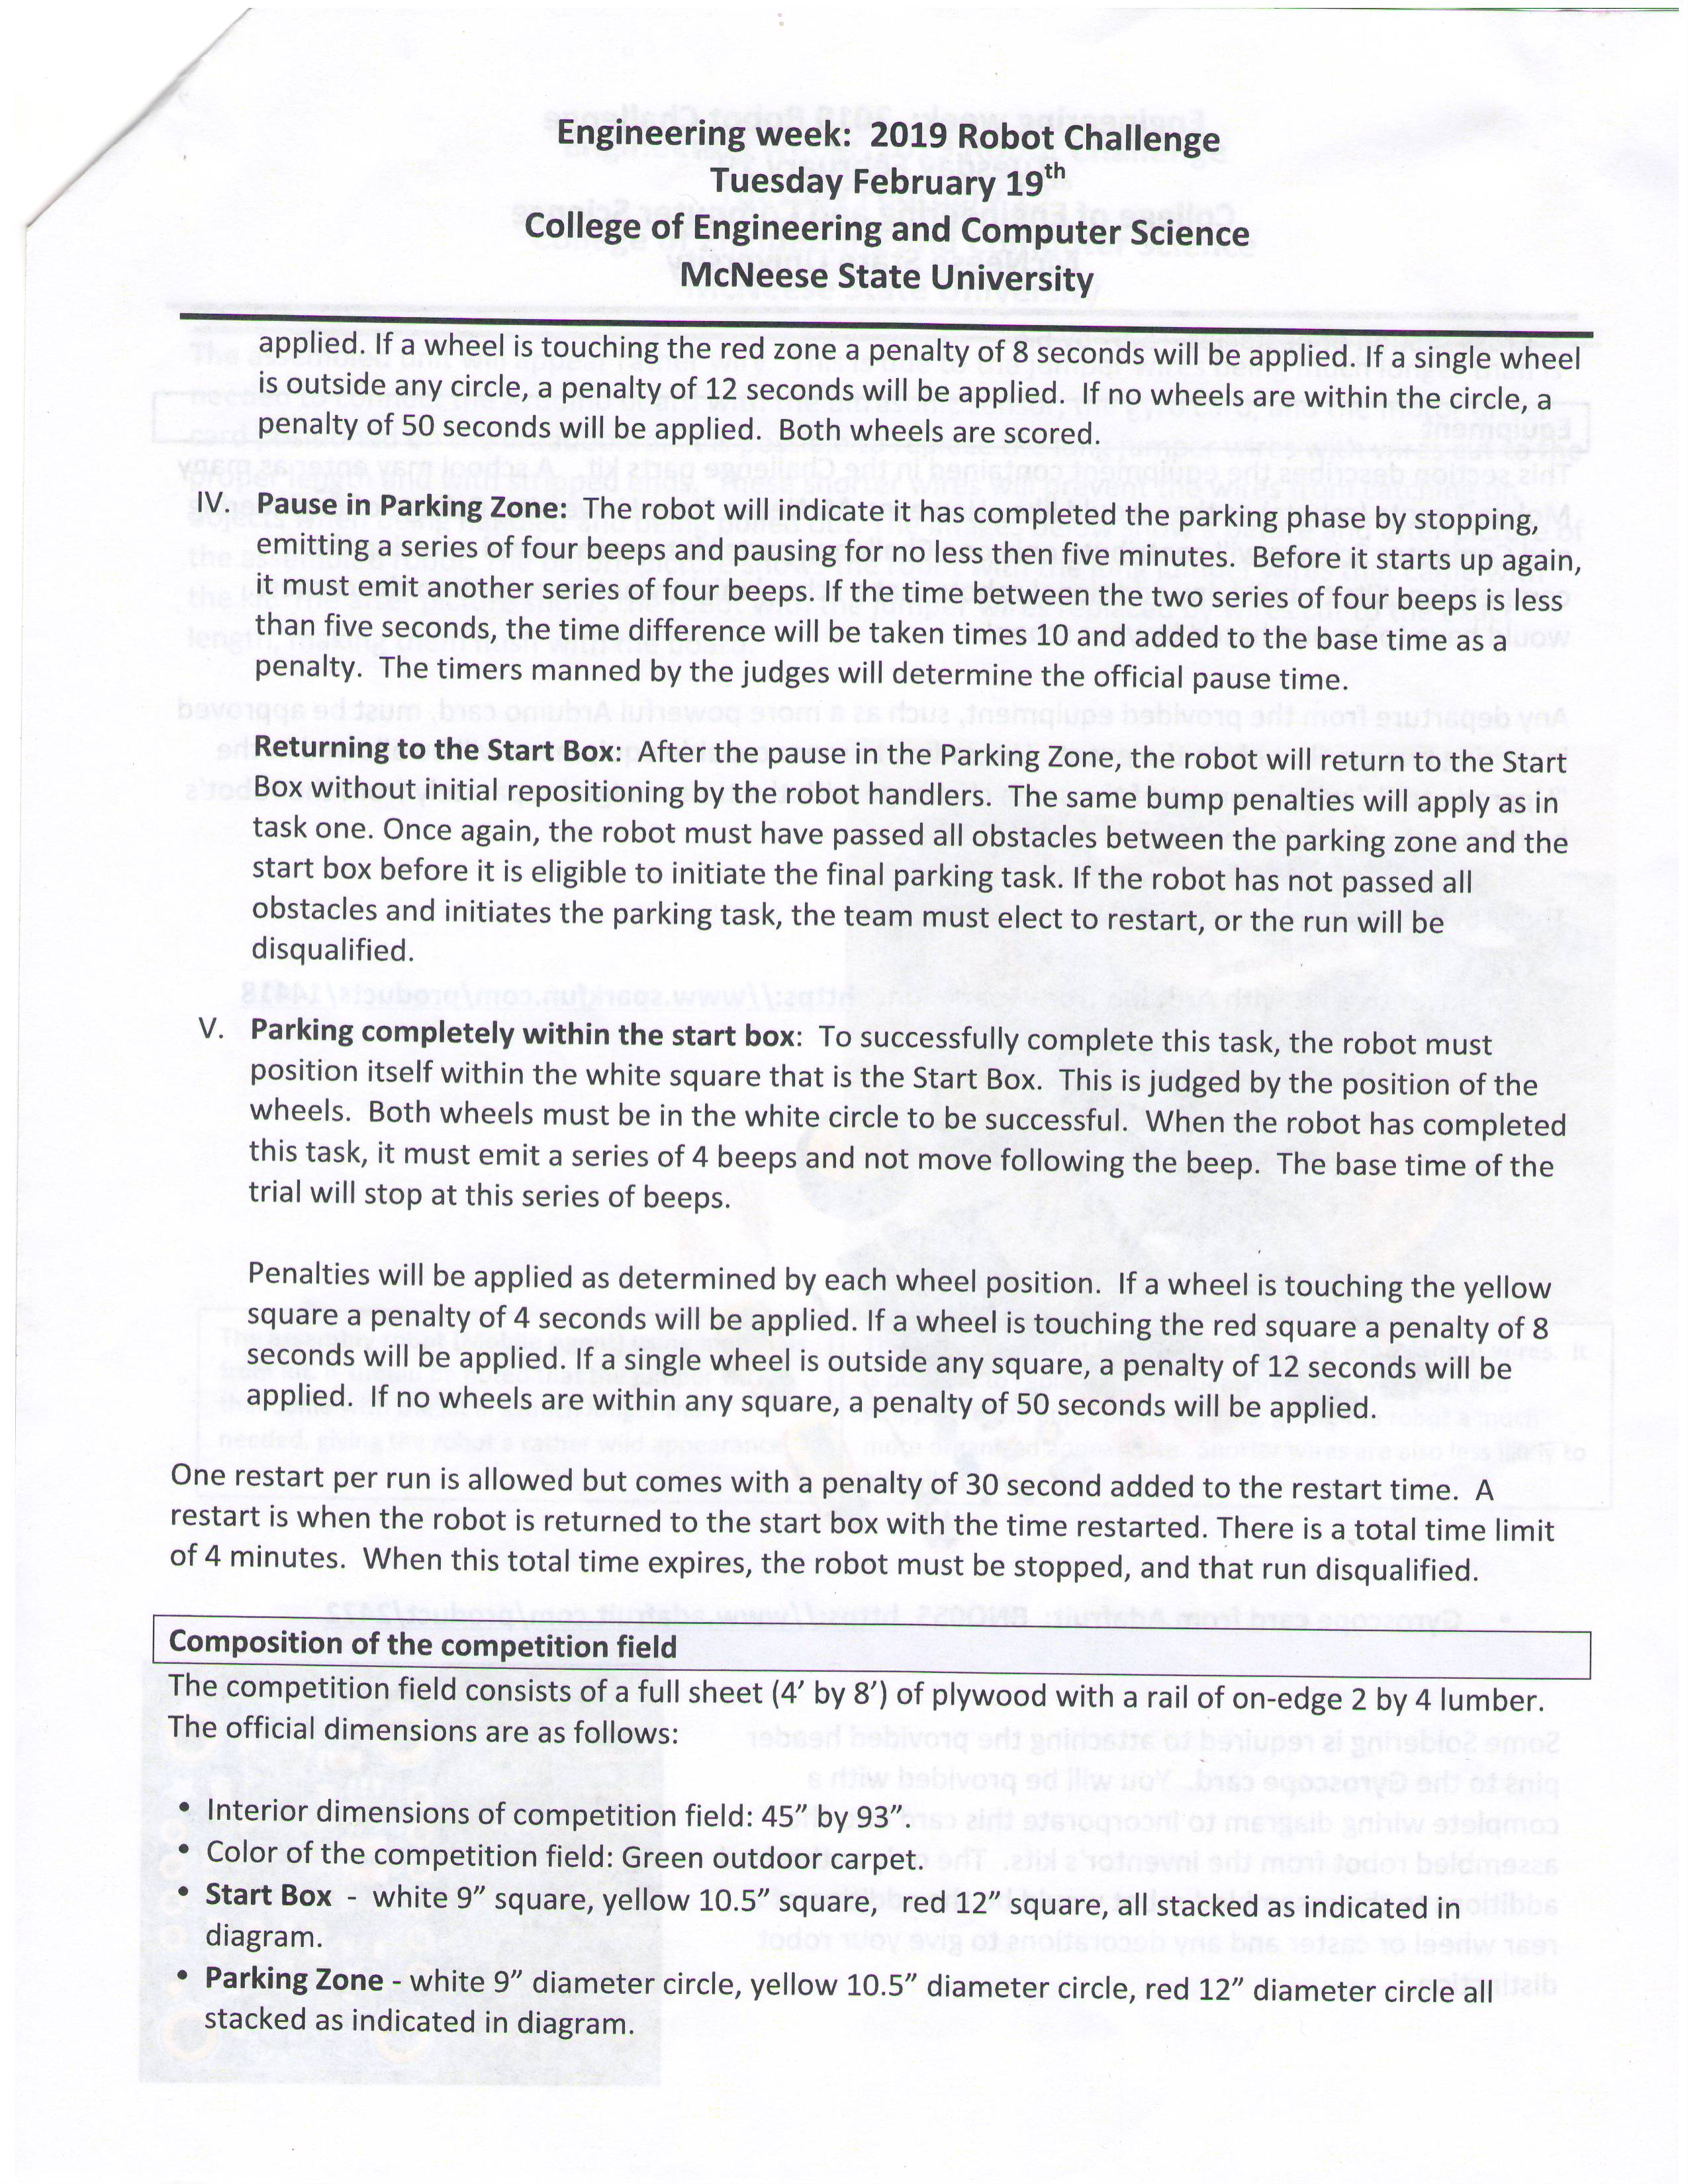 Engineering week:  2019 Robot Challenge
Tuesday February 19th
College of Engineering and Computer Science
McNeese State University
applied. If a wheel is touching the red zone a penalty of 8 seconds will be applied. If a single wheel
is outside any circle, a penalty of 12 seconds will be applied.  If no wheels are within the circle, a
penalty of 50 seconds will be applied.  Both wheels are scored.
IV. Pause in Parking Zone:  The robot will indicate it has completed the parking phase by stopping,
emitting a series of four beeps and pausing for no less then five minutes.  Before it starts up again,
it must emit another series of four beeps. If the time between the two series of four beeps is less
than five seconds, the time difference will be taken times 10 and added to the base time as a
penalty.  The timers manned by the judges will determine the official pause time.
Returning to the Start Box:  After the pause in the Parking Zone, the robot will return to the Start
Box without initial repositioning by the robot handlers.  The same bump penalties will apply as in
task one. Once again, the robot must have passed all obstacles between the parking zone and the
start box before it is eligible to initiate the final parking task. If the robot has not passed all
obstacles and initiates the parking task, the team must elect to restart, or the run will be
disqualified.
V. Parking completely within the start box:  To successfully complete this task, the robot must
position itself within the white square that is the Start Box.  This is judged by the position of the
wheels.  Both wheels must be in the white circle to be successful.  When the robot has completed
this task, it must emit a series of 4 beeps and not move following the beep.  The base time of the
trial will stop at this series of beeps.
Penalties will be applied as determined by each wheel position.  If a wheel is touching the yellow
square a penalty of 4 seconds will be applied. If a wheel is touching the red square a penalty of 8
seconds will be applied. If a single wheel is outside any square, a penalty of 12 seconds will be
applied.  If no wheels are within any square, a penalty of 50 seconds will be applied.
One restart per run is allowed but comes with a penalty of 30 second added to the restart time.  A
restart is when the robot is returned to the start box with the time restarted. There is a total time limit
of 4 minutes.  When this total time expires, the robot must be stopped, and that run disqualified.
Composition of the competition field
The competition field consists of a full sheet (4’ by 8’) of plywood with a rail of on-edge 2 by 4 lumber.
The official dimensions are as follows:
• Interior dimensions of competition field: 45” by 93”.
• Color of the competition field: Green outdoor carpet.
• Start Box  - white 9” square, yellow 10.5” square,  red 12” square, all stacked as indicated in
diagram.
• Parking Zone - white 9” diameter circle, yellow 10.5” diameter circle, red 12” diameter circle all
stacked as indicated in diagram.